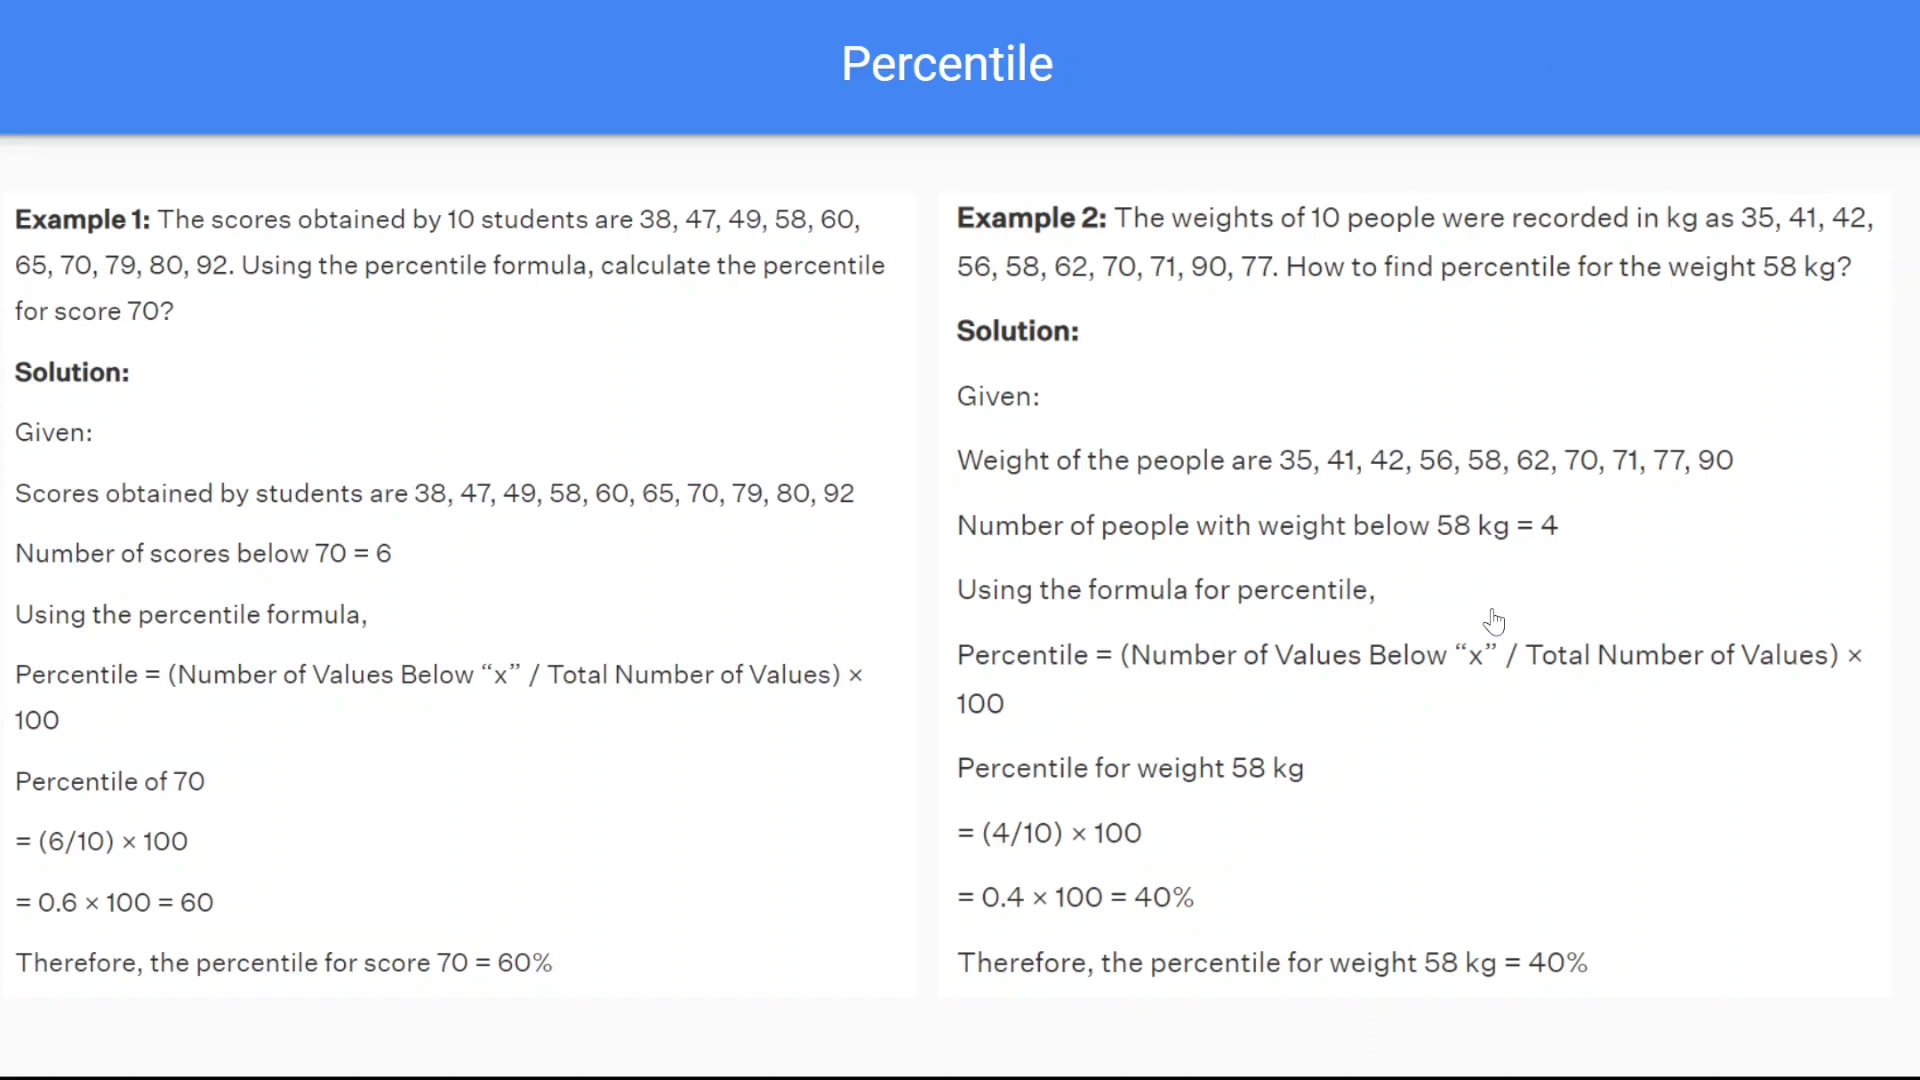 Percentile
Example 1: The scores obtained by 10 students are 38, 47, 49, 58, 60,
65, 70, 79, 80, 92. Using the percentile formula, calculate the percentile
for score 70?
Solution:
Given:
Scores obtained by students are 38, 47, 49, 58, 60, 65, 70, 79, 80, 92
Number of scores below 70 = 6
Using the percentile formula,
Percentile = (Number of Values Below “x” / Total Number of Values) ×
100
Percentile of 70
= (6/10) × 100
= 0.6 × 100 = 60
Therefore, the percentile for score 70 = 60%
Example 2: The weights of 10 people were recorded in kg as 35, 41, 42,
56, 58, 62, 70, 71, 90, 77. How to find percentile for the weight 58 kg?
Solution:
Given:
Weight of the people are 35, 41, 42, 56, 58, 62, 70, 71, 77, 90
Number of people with weight below 58 kg = 4
Using the formula for percentile,
Percentile = (Number of Values Below “x” / Total Number of Values) ×
100
Percentile for weight 58 kg
= (4/10) × 100
= 0.4 × 100 = 40%
Therefore, the percentile for weight 58 kg = 40%